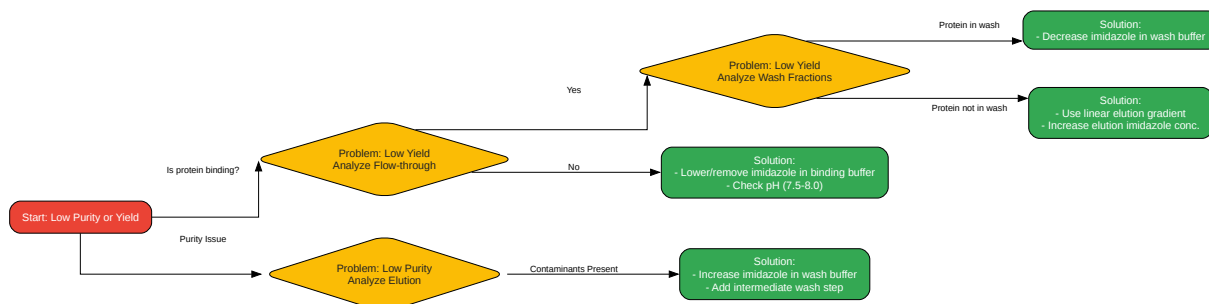 Start: Low Purity or Yield
Is protein binding?
Purity Issue
Problem: Low Yield
Analyze Flow-through
Yes
No
Problem: Low Yield
Analyze Wash Fractions
Protein in wash
Solution:
- Decrease imidazole in wash buffer
Protein not in wash
Solution:
- Use linear elution gradient
- Increase elution imidazole conc.
Solution:
- Lower/remove imidazole in binding buffer
- Check pH (7.5-8.0)
Problem: Low Purity
Analyze Elution
Contaminants Present
Solution:
- Increase imidazole in wash buffer
- Add intermediate wash step